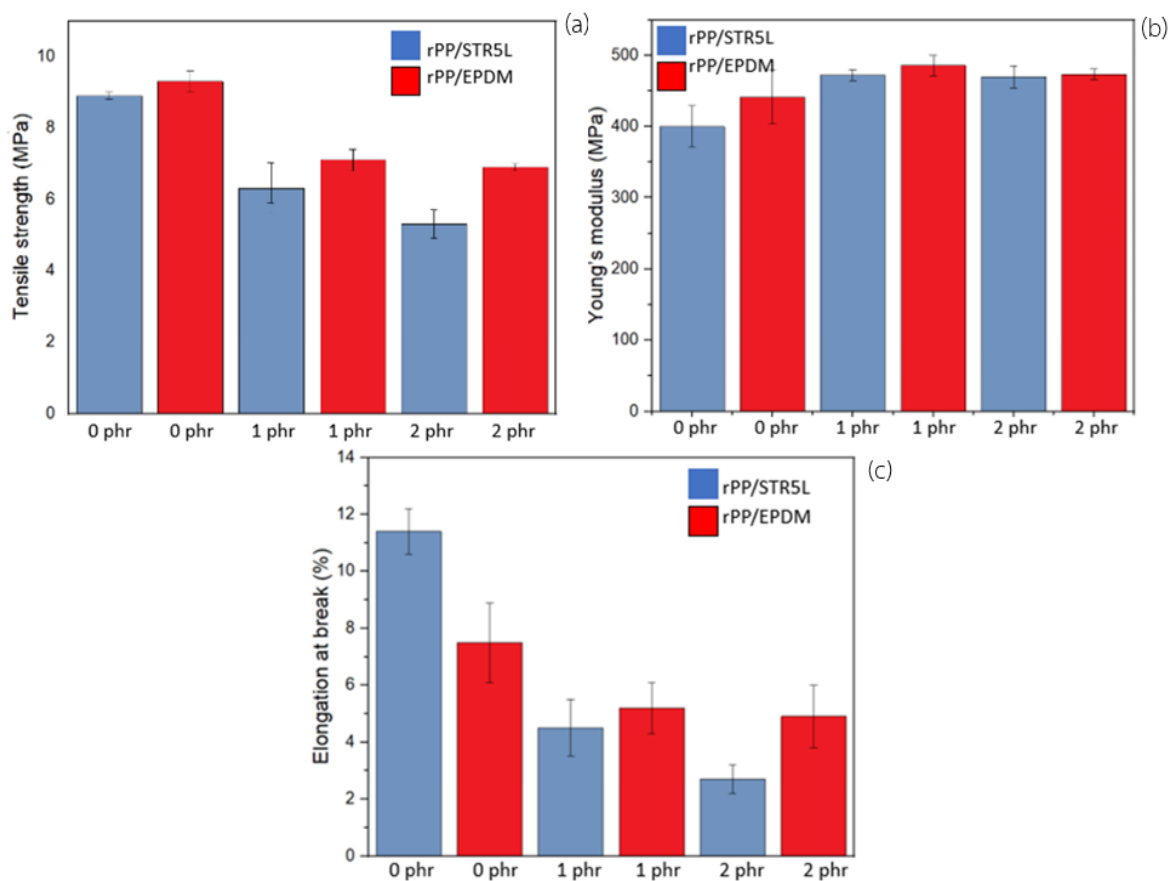 (a)
rPP/STR5L
rPP/EPDM
Tensile strength (MPa)
10
8
6
4
2
0
0 phr 0 phr 1 phr 1 phr 2 phr 2 phr
(b)
rPP/STR5L
rPP/EPDM
Young's modulus (MPa)
500
400
300
200
100
0
0 phr 0 phr 1 phr 1 phr 2 phr 2 phr
(c)
rPP/STR5L
rPP/EPDM
Elongation at break (%)
14
12
10
8
6
4
2
0
0 phr 0 phr 1 phr 1 phr 2 phr 2 phr